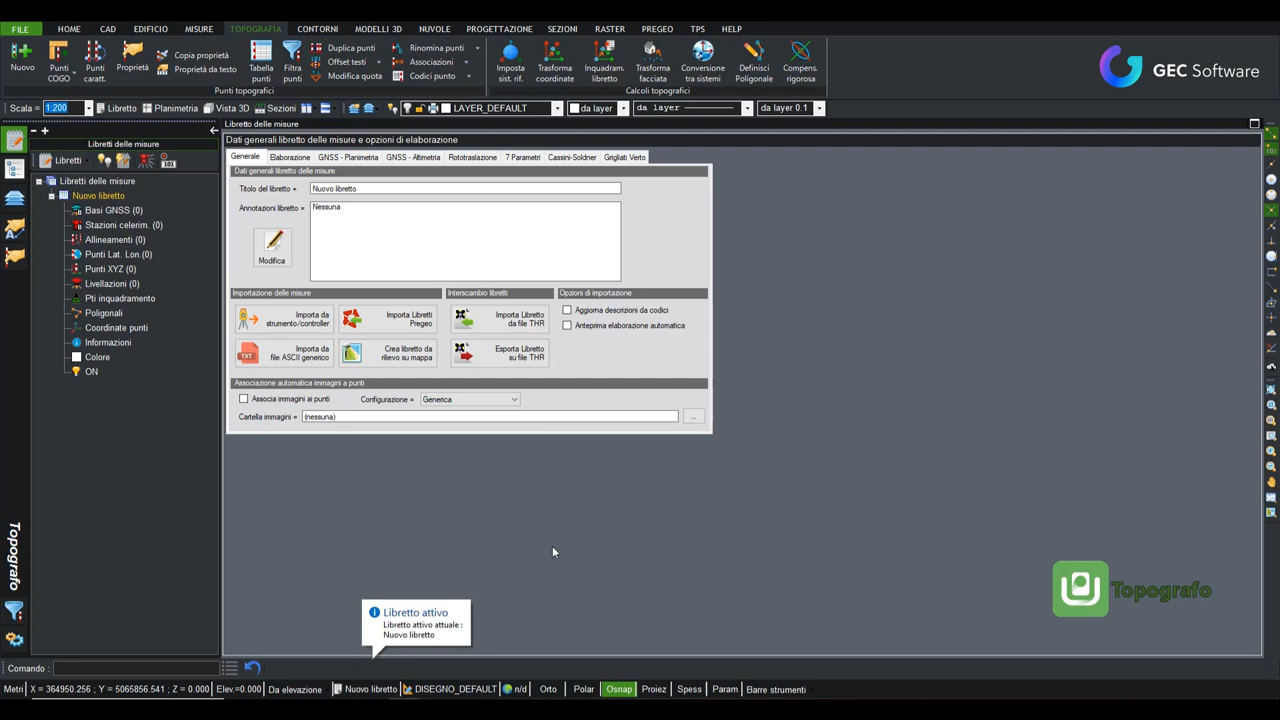 FILE HOME CAD EDIFICIO MISURE TOPOGRAFIA CONTORNI MODELLI 3D NUVOLE PROGETTAZIONE SEZIONI RASTER PREGEO TPS HELP
Nuovo
Punti COGO
Punti caratt.
Proprietà
Copia proprietà
Proprietà da testo
Tabella punti
Filtra punti
Duplica punti
Offset testi
Modifica quota
Rinomina punti
Associazioni
Codici punto
Imposta sist. rif.
Trasforma coordinate
Inquadram. libretto
Trasforma facciata
Conversione tra sistemi
Definisci Poligonale
Compens. rigorosa
Punti topografici
Calcoli topografici
GEC Software
Scala = 1:200 Libretto Planimetria Vista 3D Sezioni LAYER_DEFAULT da layer da layer da layer 0.1
Libretti delle misure
Libretti 101
Libretti delle misure
Nuovo libretto
Basi GNSS (0)
Stazioni celerim. (0)
Allineamenti (0)
Punti Lat. Lon.(0)
Punti XYZ (0)
Livellazioni (0)
Pti inquadramento
Poligonali
Coordinate punti
Informazioni
Colore
ON
Topografo
Libretto delle misure
Dati generali libretto delle misure e opzioni di elaborazione
Generale Elaborazione GNSS - Planimetria GNSS - Altimetria Rototraslazione 7 Parametri Cassini-Soldner Grigliati Verto
Dati generali libretto delle misure
Titolo del libretto = Nuovo libretto
Annotazioni libretto = Nessuna
Modifica
Importazione delle misure
Interscambio libretti
Opzioni di importazione
Importa da strumento/controller
Importa Libretti Pregeo
Importa Libretto da file THR
Aggiorna descrizioni da codici
Anteprima elaborazione automatica
TXT
Importa da file ASCII generico
Crea libretto da rilievo su mappa
Esporta Libretto su file THR
Associazione automatica immagini a punti
Associa immagini ai punti Configurazione = Generica
Cartella immagini = (nessuna) ...
Topografo
Libretto attivo
Libretto attivo attuale :
Nuovo libretto
Comando :
Metri X = 364950.256 ; Y = 5065856.541 ; Z = 0.000 Elev=0.000 Da elevazione Nuovo libretto DISEGNO_DEFAULT n/d Orto Polar Osnap Proiez Spess Param Barre strumenti